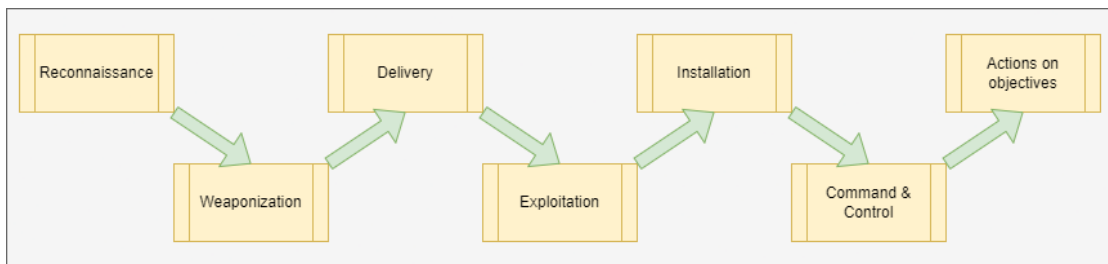 Reconnaissance
Weaponization
Delivery
Exploitation
Installation
Command &
Control
Actions on
objectives